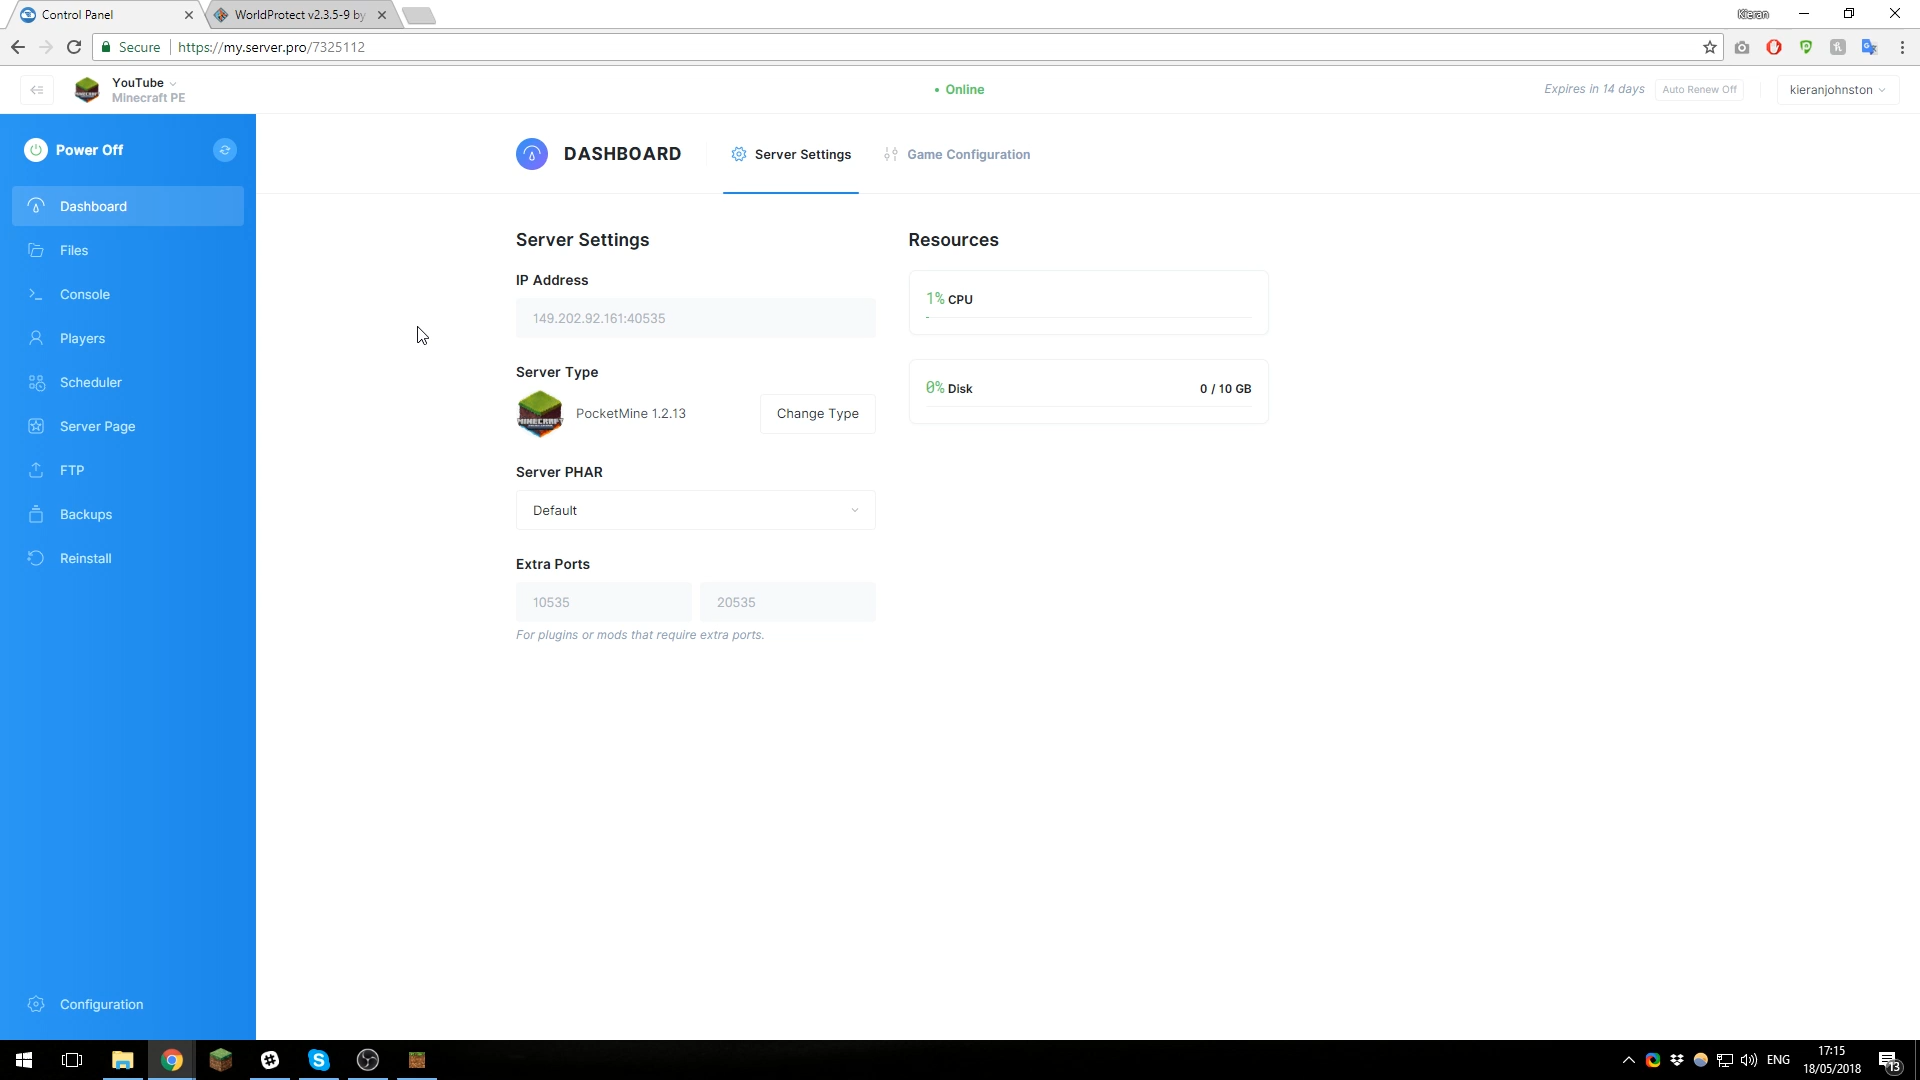 Control Panel
WorldProtect v2.3.5-9 by
Kieran
Secure
https://my.server.pro/7325112
YouTube
Minecraft PE
Online
Expires in 14 days
Auto Renew Off
kieranjohnston
Power Off
Dashboard
Files
Console
Players
Scheduler
Server Page
FTP
Backups
Reinstall
Configuration
DASHBOARD
Server Settings
Game Configuration
Server Settings
IP Address
149.202.92.161:40535
Server Type
MINECRAFT
PocketMine 1.2.13
Change Type
Server PHAR
Default
Extra Ports
10535
20535
For plugins or mods that require extra ports.
Resources
1% CPU
0% Disk
0 / 10 GB
ENG
17:15
18/05/2018
13